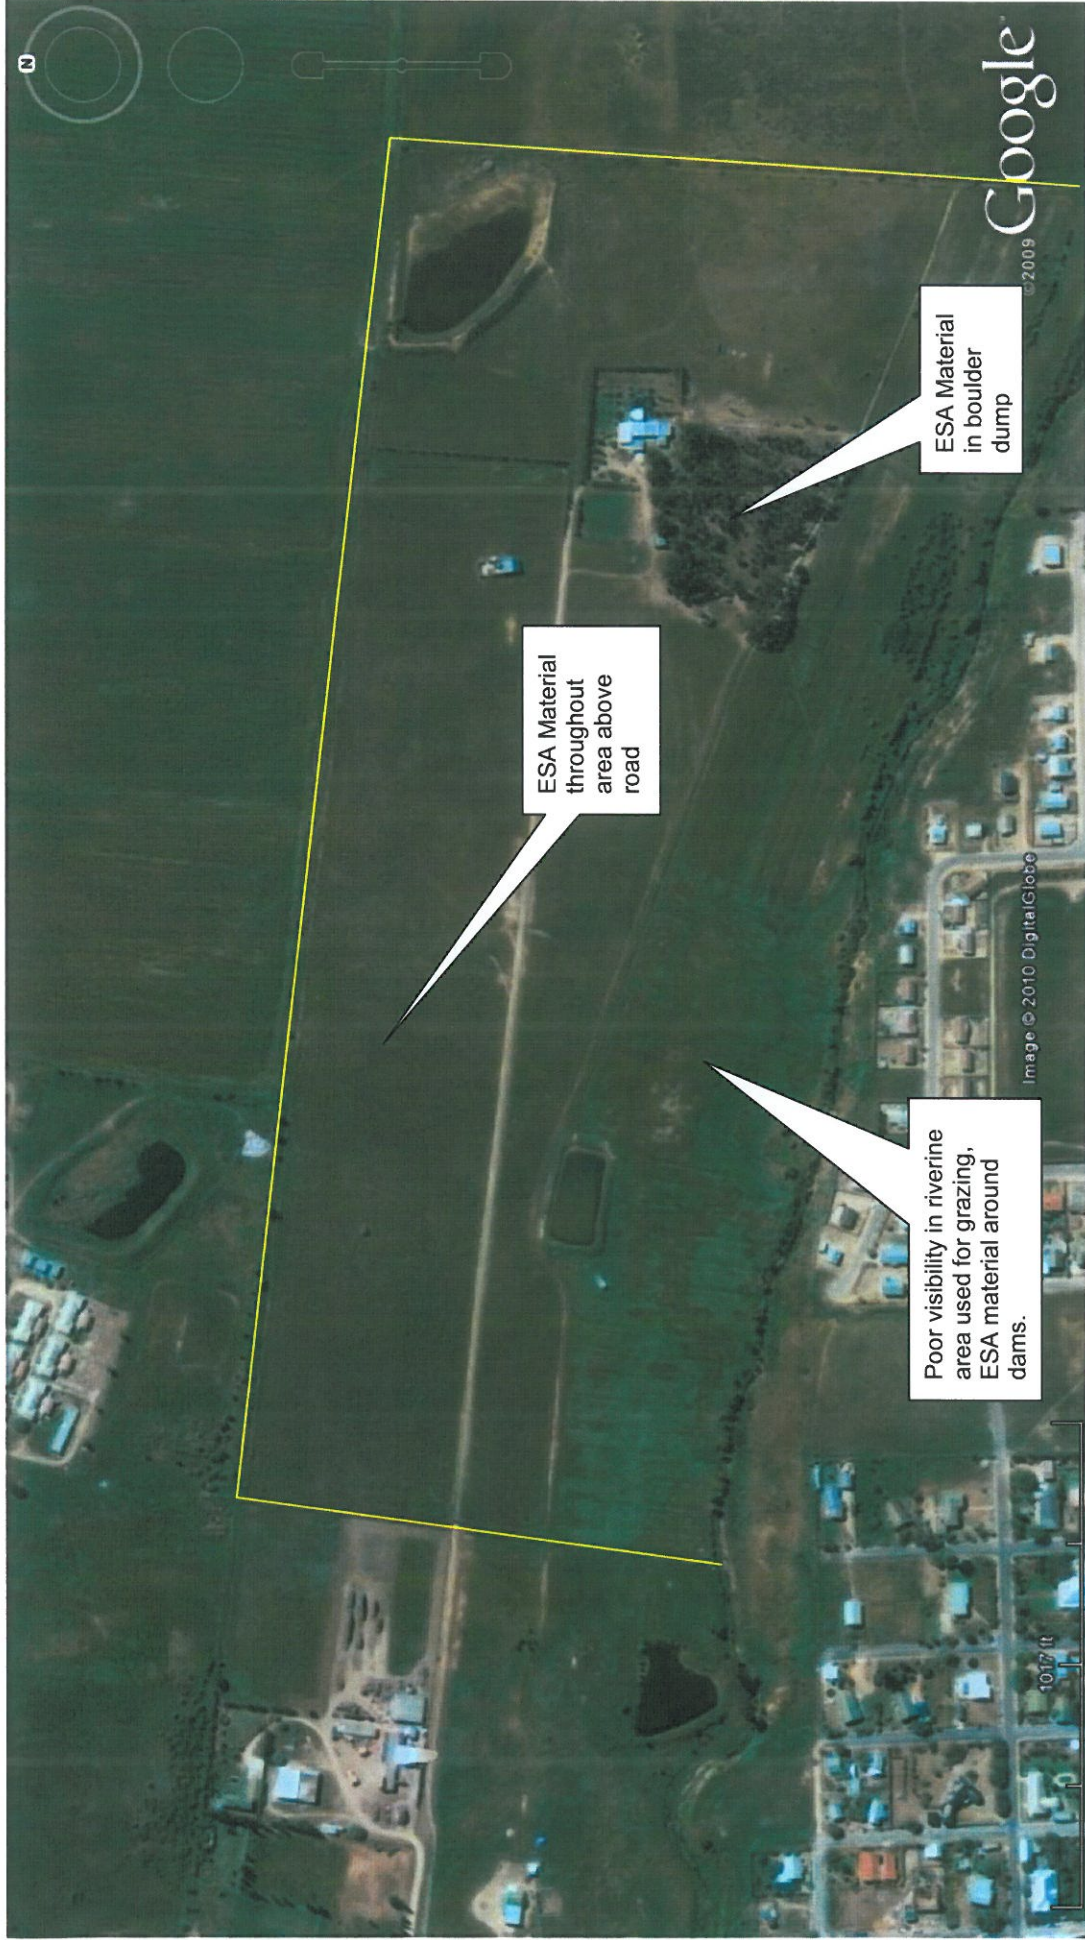 N
ESA Material
throughout
area above
road
ESA Material
in boulder
dump
Poor visibility in riverine
area used for grazing,
ESA material around
dams.
Image © 2010 DigitalGlobe
©2009 Google
1017 ft